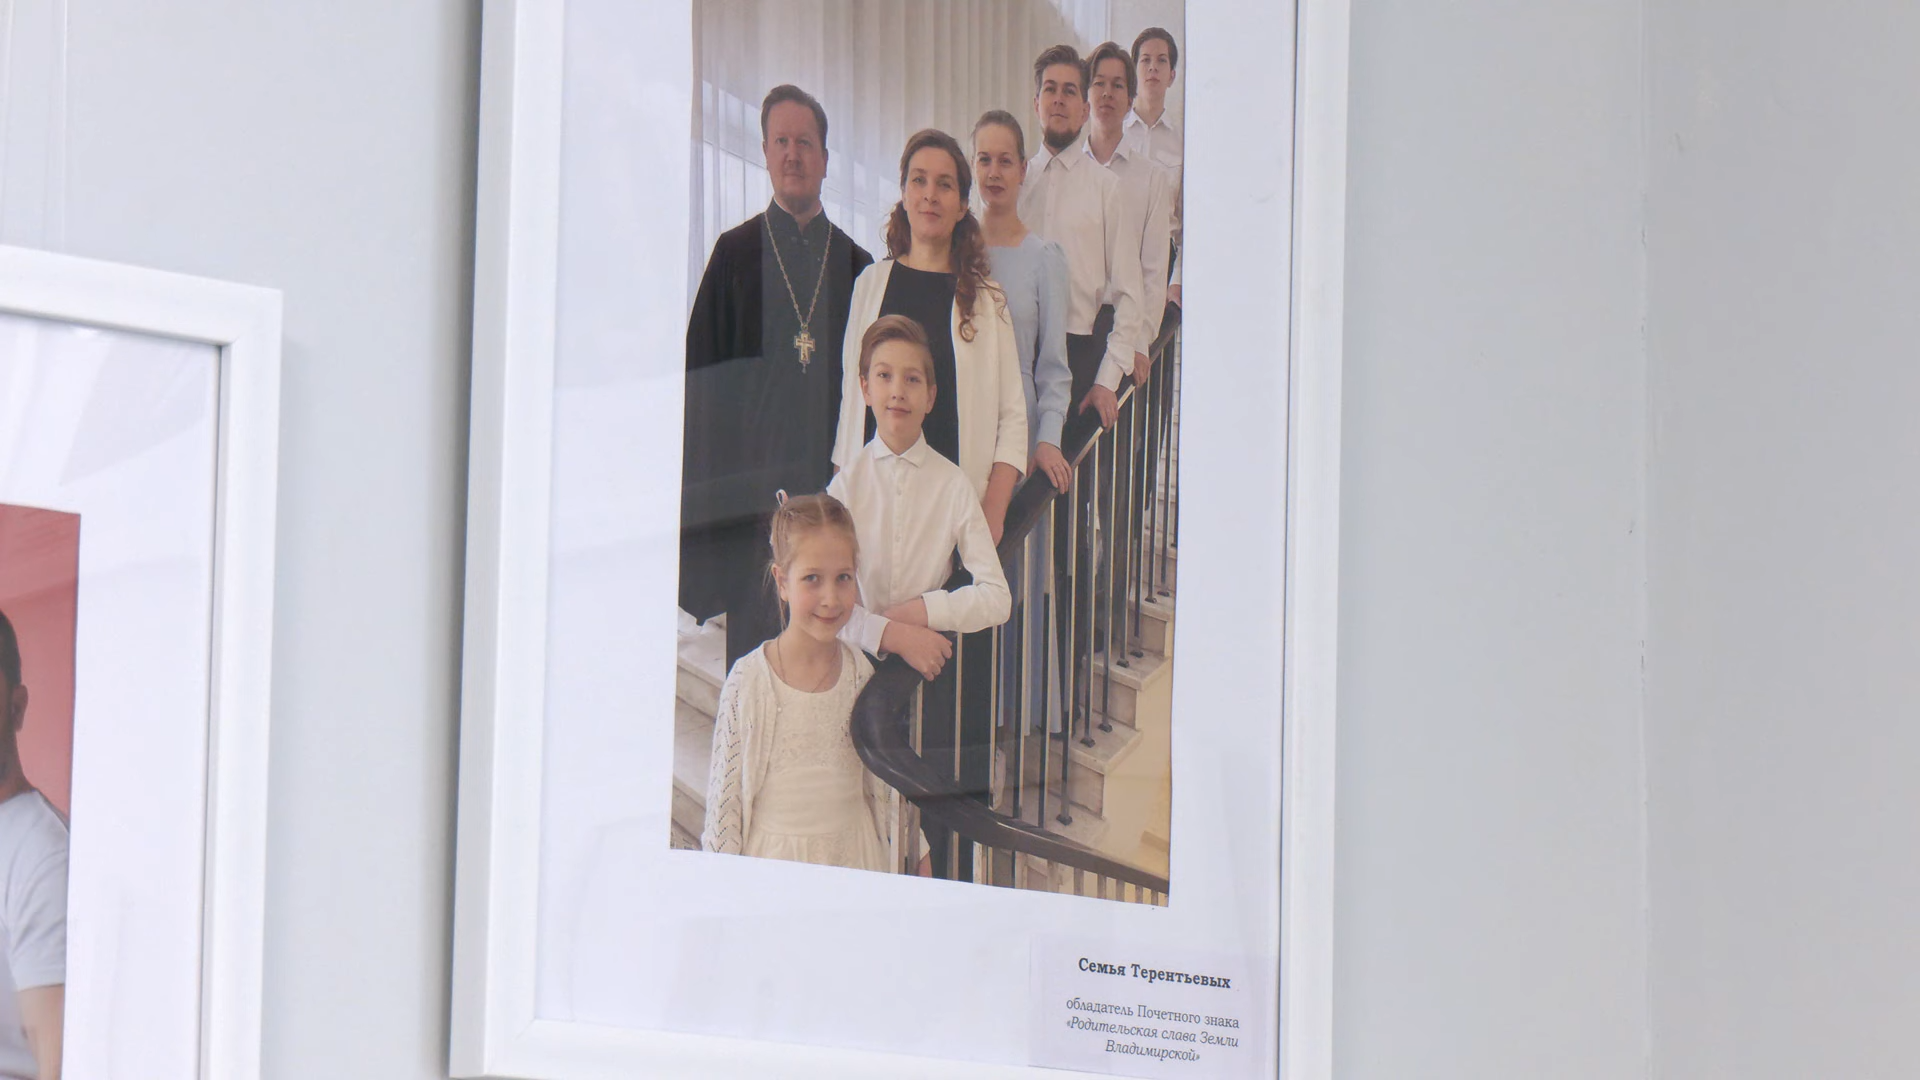 Семья Терентьевых
обладатель Почетного знака
«Родительская слава Земли
Владимирской»